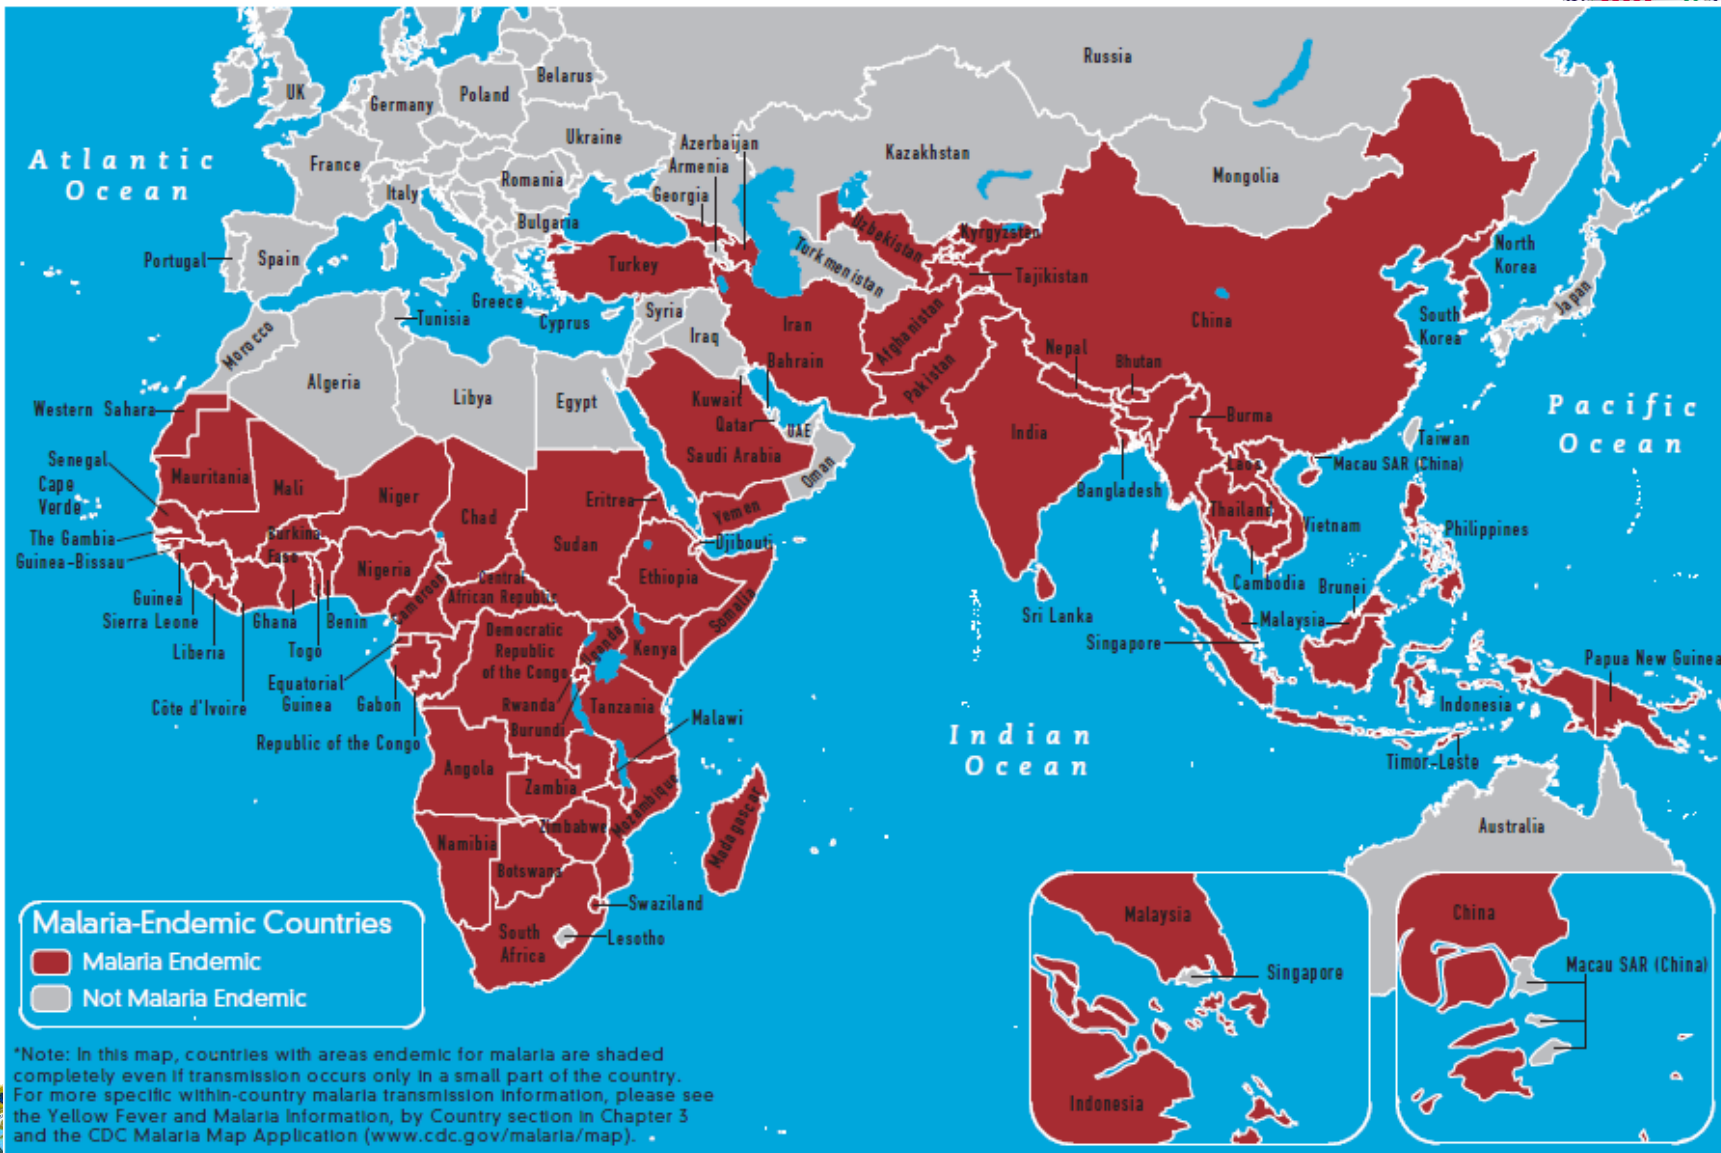 Russia
Belarus
UK
Poland
Germany
Ukraine
Azerbaijan
Kazakhstan
Atlantic
Ocean
France
Armenia
Mongolia
Romania
Italy
Georgia
Bulgaria
Uzbekistan
Kyrgyzstan
North
Korea
Portugal
Spain
Turkey
Turkmenistan
Tajikistan
Greece
Syria
Japan
Tunisia
Cyprus
Iran
Afghanistan
China
South
Korea
Morocco
Iraq
Bahrain
Nepal
Bhutan
Algeria
Pakistan
Libya
Egypt
Kuwait
Western Sahara
Qatar
UAE
India
Burma
Pacific
Ocean
Taiwan
Senegal
Saudi Arabia
Laos
Macau SAR (China)
Cape
Verde
Mauritania
Mali
Niger
Oman
Bangladesh
Eritrea
Yemen
Thailand
Chad
Vietnam
Philippines
The Gambia
Burkina
Faso
Sudan
Djibouti
Guinea-Bissau
Nigeria
Ethiopia
Central
African Republic
Cambodia
Brunei
Guinea
Cameroon
Somalia
Sierra Leone
Ghana
Benin
Sri Lanka
Malaysia
Democratic
Republic
of the Congo
Uganda
Kenya
Singapore
Liberia
Togo
Papua New Guinea
Equatorial
Guinea
Gabon
Rwanda
Tanzania
Côte d'Ivoire
Indonesia
Burundi
Malawi
Republic of the Congo
Indian
Ocean
Timor-Leste
Angola
Zambia
Mozambique
Madagascar
Zimbabwe
Australia
Namibia
Botswana
Swaziland
South
Africa
Lesotho
Malaria-Endemic Countries
Malaria Endemic
Not Malaria Endemic
Malaysia
Singapore
Indonesia
China
Macau SAR (China)
*Note: In this map, countries with areas endemic for malaria are shaded
completely even if transmission occurs only in a small part of the country.
For more specific within-country malaria transmission information, please see
the Yellow Fever and Malaria Information, by Country section in Chapter 3
and the CDC Malaria Map Application (www.cdc.gov/malaria/map).